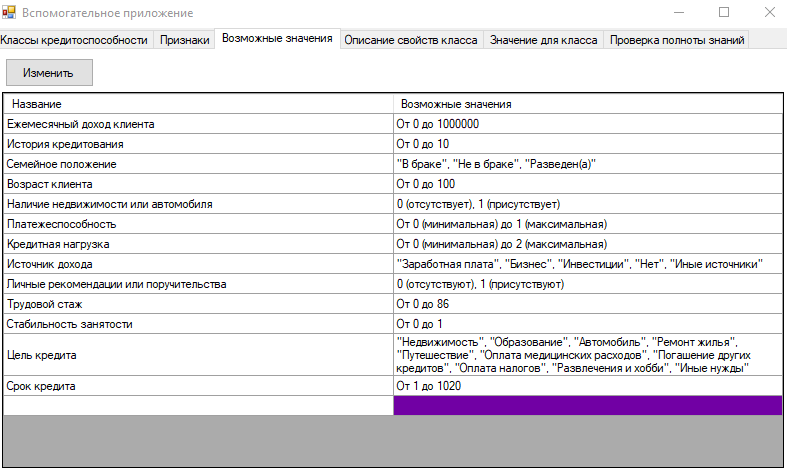 Вспомогательное приложение
Классы кредитоспособности Признаки Возможные значения Описание свойств класса Значение для класса Проверка полноты знаний
Изменить
Название Возможные значения
Ежемесячный доход клиента От 0 до 1000000
История кредитования От 0 до 10
Семейное положение "В браке", "Не в браке", "Разведен(а)"
Возраст клиента От 0 до 100
Наличие недвижимости или автомобиля 0 (отсутствует), 1 (присутствует)
Платежеспособность От 0 (минимальная) до 1 (максимальная)
Кредитная нагрузка От 0 (минимальная) до 2 (максимальная)
Источник дохода "Заработная плата", "Бизнес", "Инвестиции", "Нет", "Иные источники"
Личные рекомендации или поручительства 0 (отсутствуют), 1 (присутствуют)
Трудовой стаж От 0 до 86
Стабильность занятости От 0 до 1
Цель кредита "Недвижимость", "Образование", "Автомобиль", "Ремонт жилья",
"Путешествие", "Оплата медицинских расходов", "Погашение других
кредитов", "Оплата налогов", "Развлечения и хобби", "Иные нужды"
Срок кредита От 1 до 1020